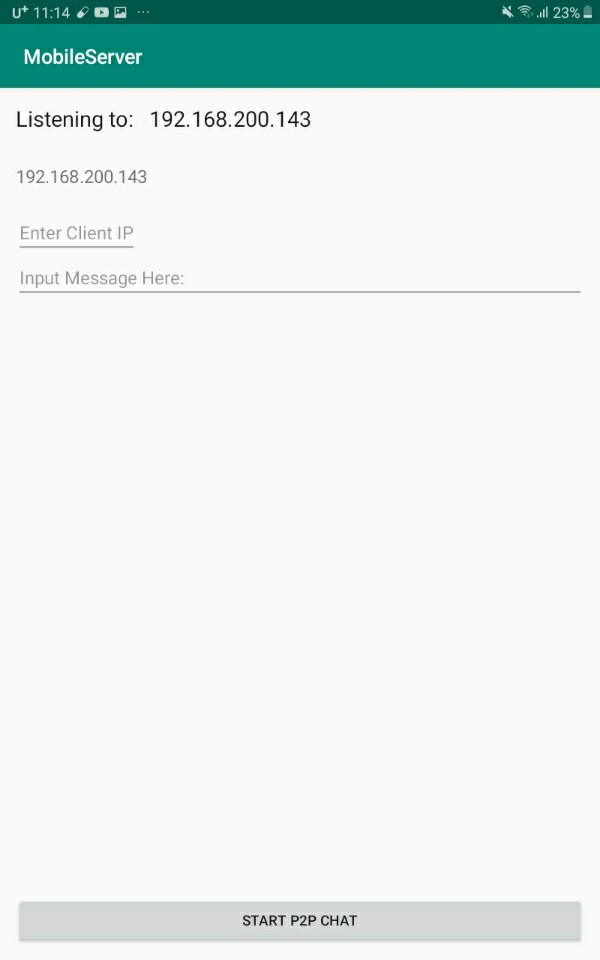 U+ 11:14 ... 23%
MobileServer
Listening to: 192.168.200.143
192.168.200.143
Enter Client IP
Input Message Here:
START P2P CHAT